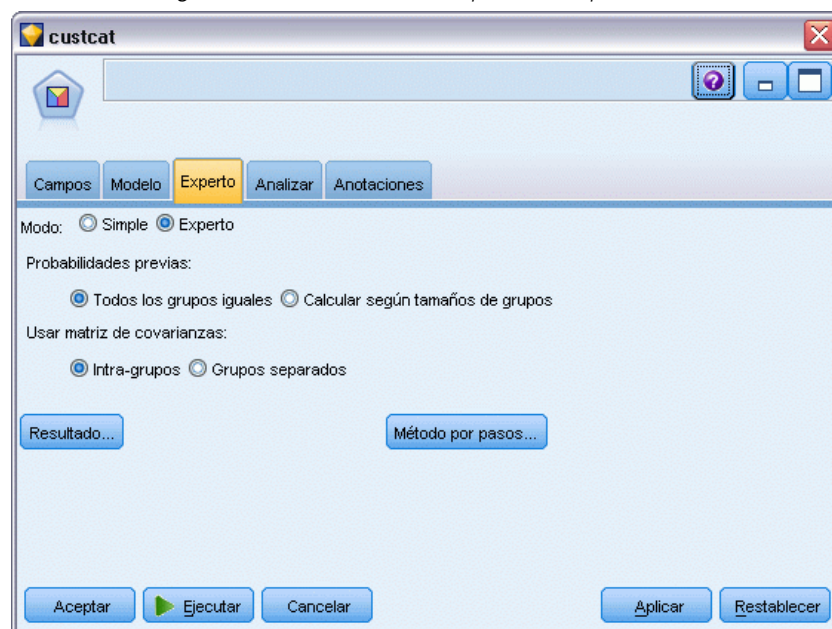 custcat
Campos Modelo Experto Analizar Anotaciones
Modo: Simple Experto
Probabilidades previas:
Todos los grupos iguales Calcular según tamaños de grupos
Usar matriz de covarianzas:
Intra-grupos Grupos separados
Resultado... Método por pasos...
Aceptar Ejecutar Cancelar Aplicar Restablecer